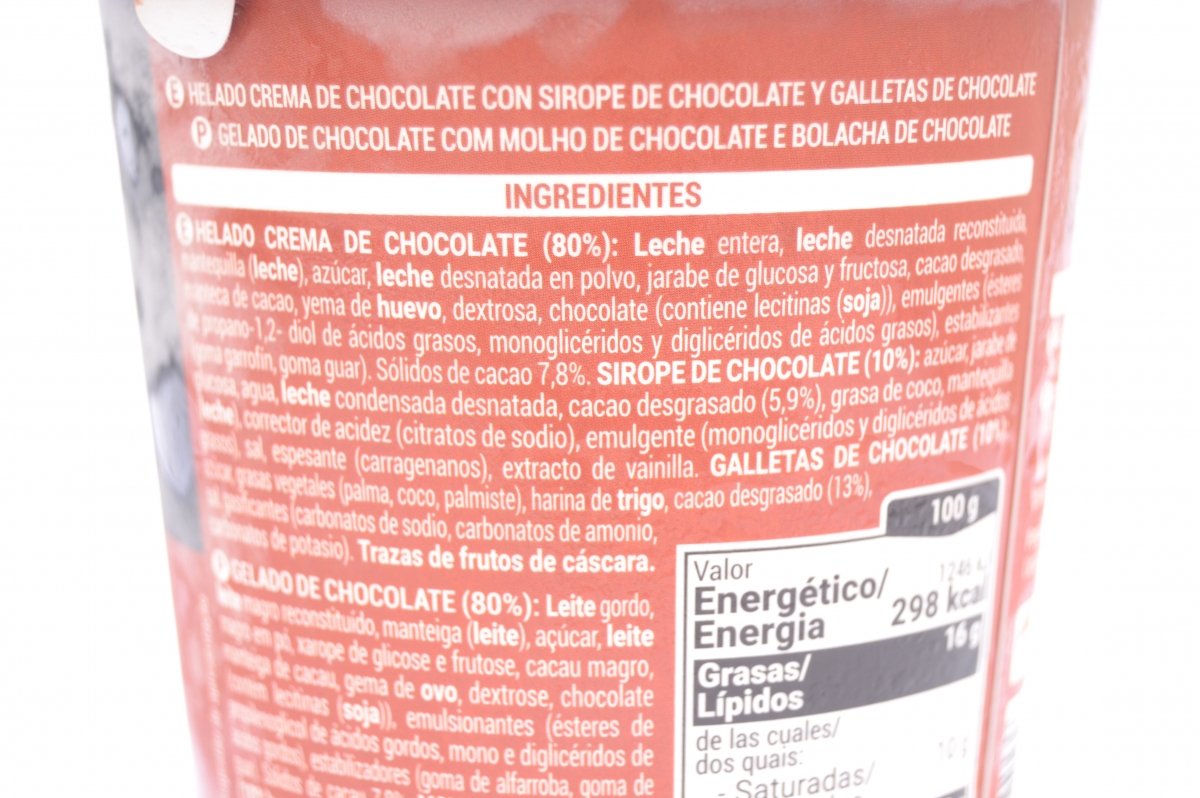 E HELADO CREMA DE CHOCOLATE CON SIROPE DE CHOCOLATE Y GALLETAS DE CHOCOLATE
P GELADO DE CHOCOLATE COM MOLHO DE CHOCOLATE E BOLACHA DE CHOCOLATE
INGREDIENTES
E HELADO CREMA DE CHOCOLATE (80%): Leche entera, leche desnatada reconstituida,
mantequilla (leche), azúcar, leche desnatada en polvo, jarabe de glucosa y fructosa, cacao desgrasado,
manteca de cacao, yema de huevo, dextrosa, chocolate (contiene lecitinas (soja)), emulgentes (ésteres
de propano-1,2- diol de ácidos grasos, monoglicéridos y diglicéridos de ácidos grasos), estabilizantes
(goma garrofín, goma guar). Sólidos de cacao 7,8%. SIROPE DE CHOCOLATE (10%): azúcar, jarabe de
glucosa, agua, leche condensada desnatada, cacao desgrasado (5,9%), grasa de coco, mantequilla
(leche), corrector de acidez (citratos de sodio), emulgente (monoglicéridos y diglicéridos de ácidos
grasos), sal, espesante (carragenanos), extracto de vainilla. GALLETAS DE CHOCOLATE (10%):
azúcar, grasas vegetales (palma, coco, palmiste), harina de trigo, cacao desgrasado (13%),
sal, gasificantes (carbonatos de sodio, carbonatos de amonio,
carbonatos de potasio). Trazas de frutos de cáscara.
P GELADO DE CHOCOLATE (80%): Leite gordo,
leite magro reconstituído, manteiga (leite), açúcar, leite
magro em pó, xarope de glicose e frutose, cacau magro,
manteiga de cacau, gema de ovo, dextrose, chocolate
(contém lecitinas (soja)), emulsionantes (ésteres de
propilenoglicol de ácidos gordos, mono e diglicéridos de
ácidos gordos), estabilizadores (goma de alfarroba, goma de
guar). Sólidos de cacau 7,8%.
100 g
Valor
Energético/
Energia
298 kcal
Grasas/
Lípidos
16 g
de las cuales/
dos quais:
10 g
- Saturadas/